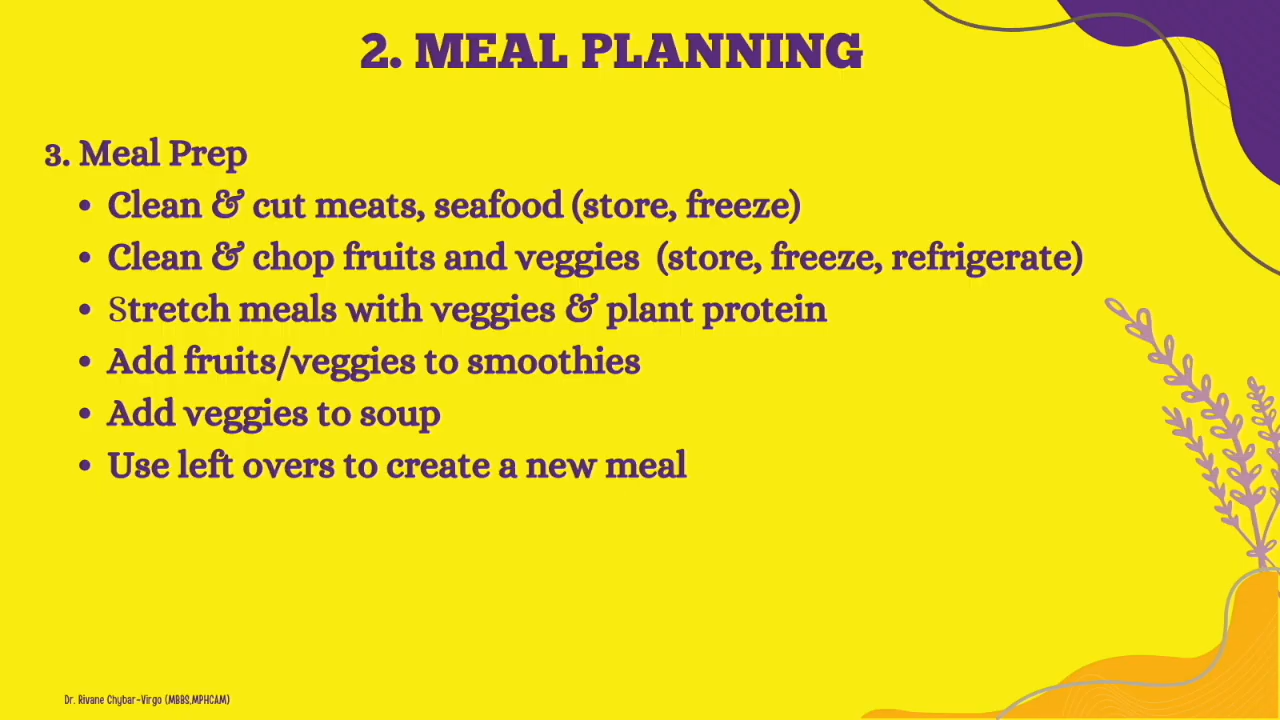 2. MEAL PLANNING
3. Meal Prep
• Clean & cut meats, seafood (store, freeze)
• Clean & chop fruits and veggies (store, freeze, refrigerate)
• Stretch meals with veggies & plant protein
• Add fruits/veggies to smoothies
• Add veggies to soup
• Use left overs to create a new meal
Dr. Rivane Chybar-Virgo (MBBS,MPHCAM)